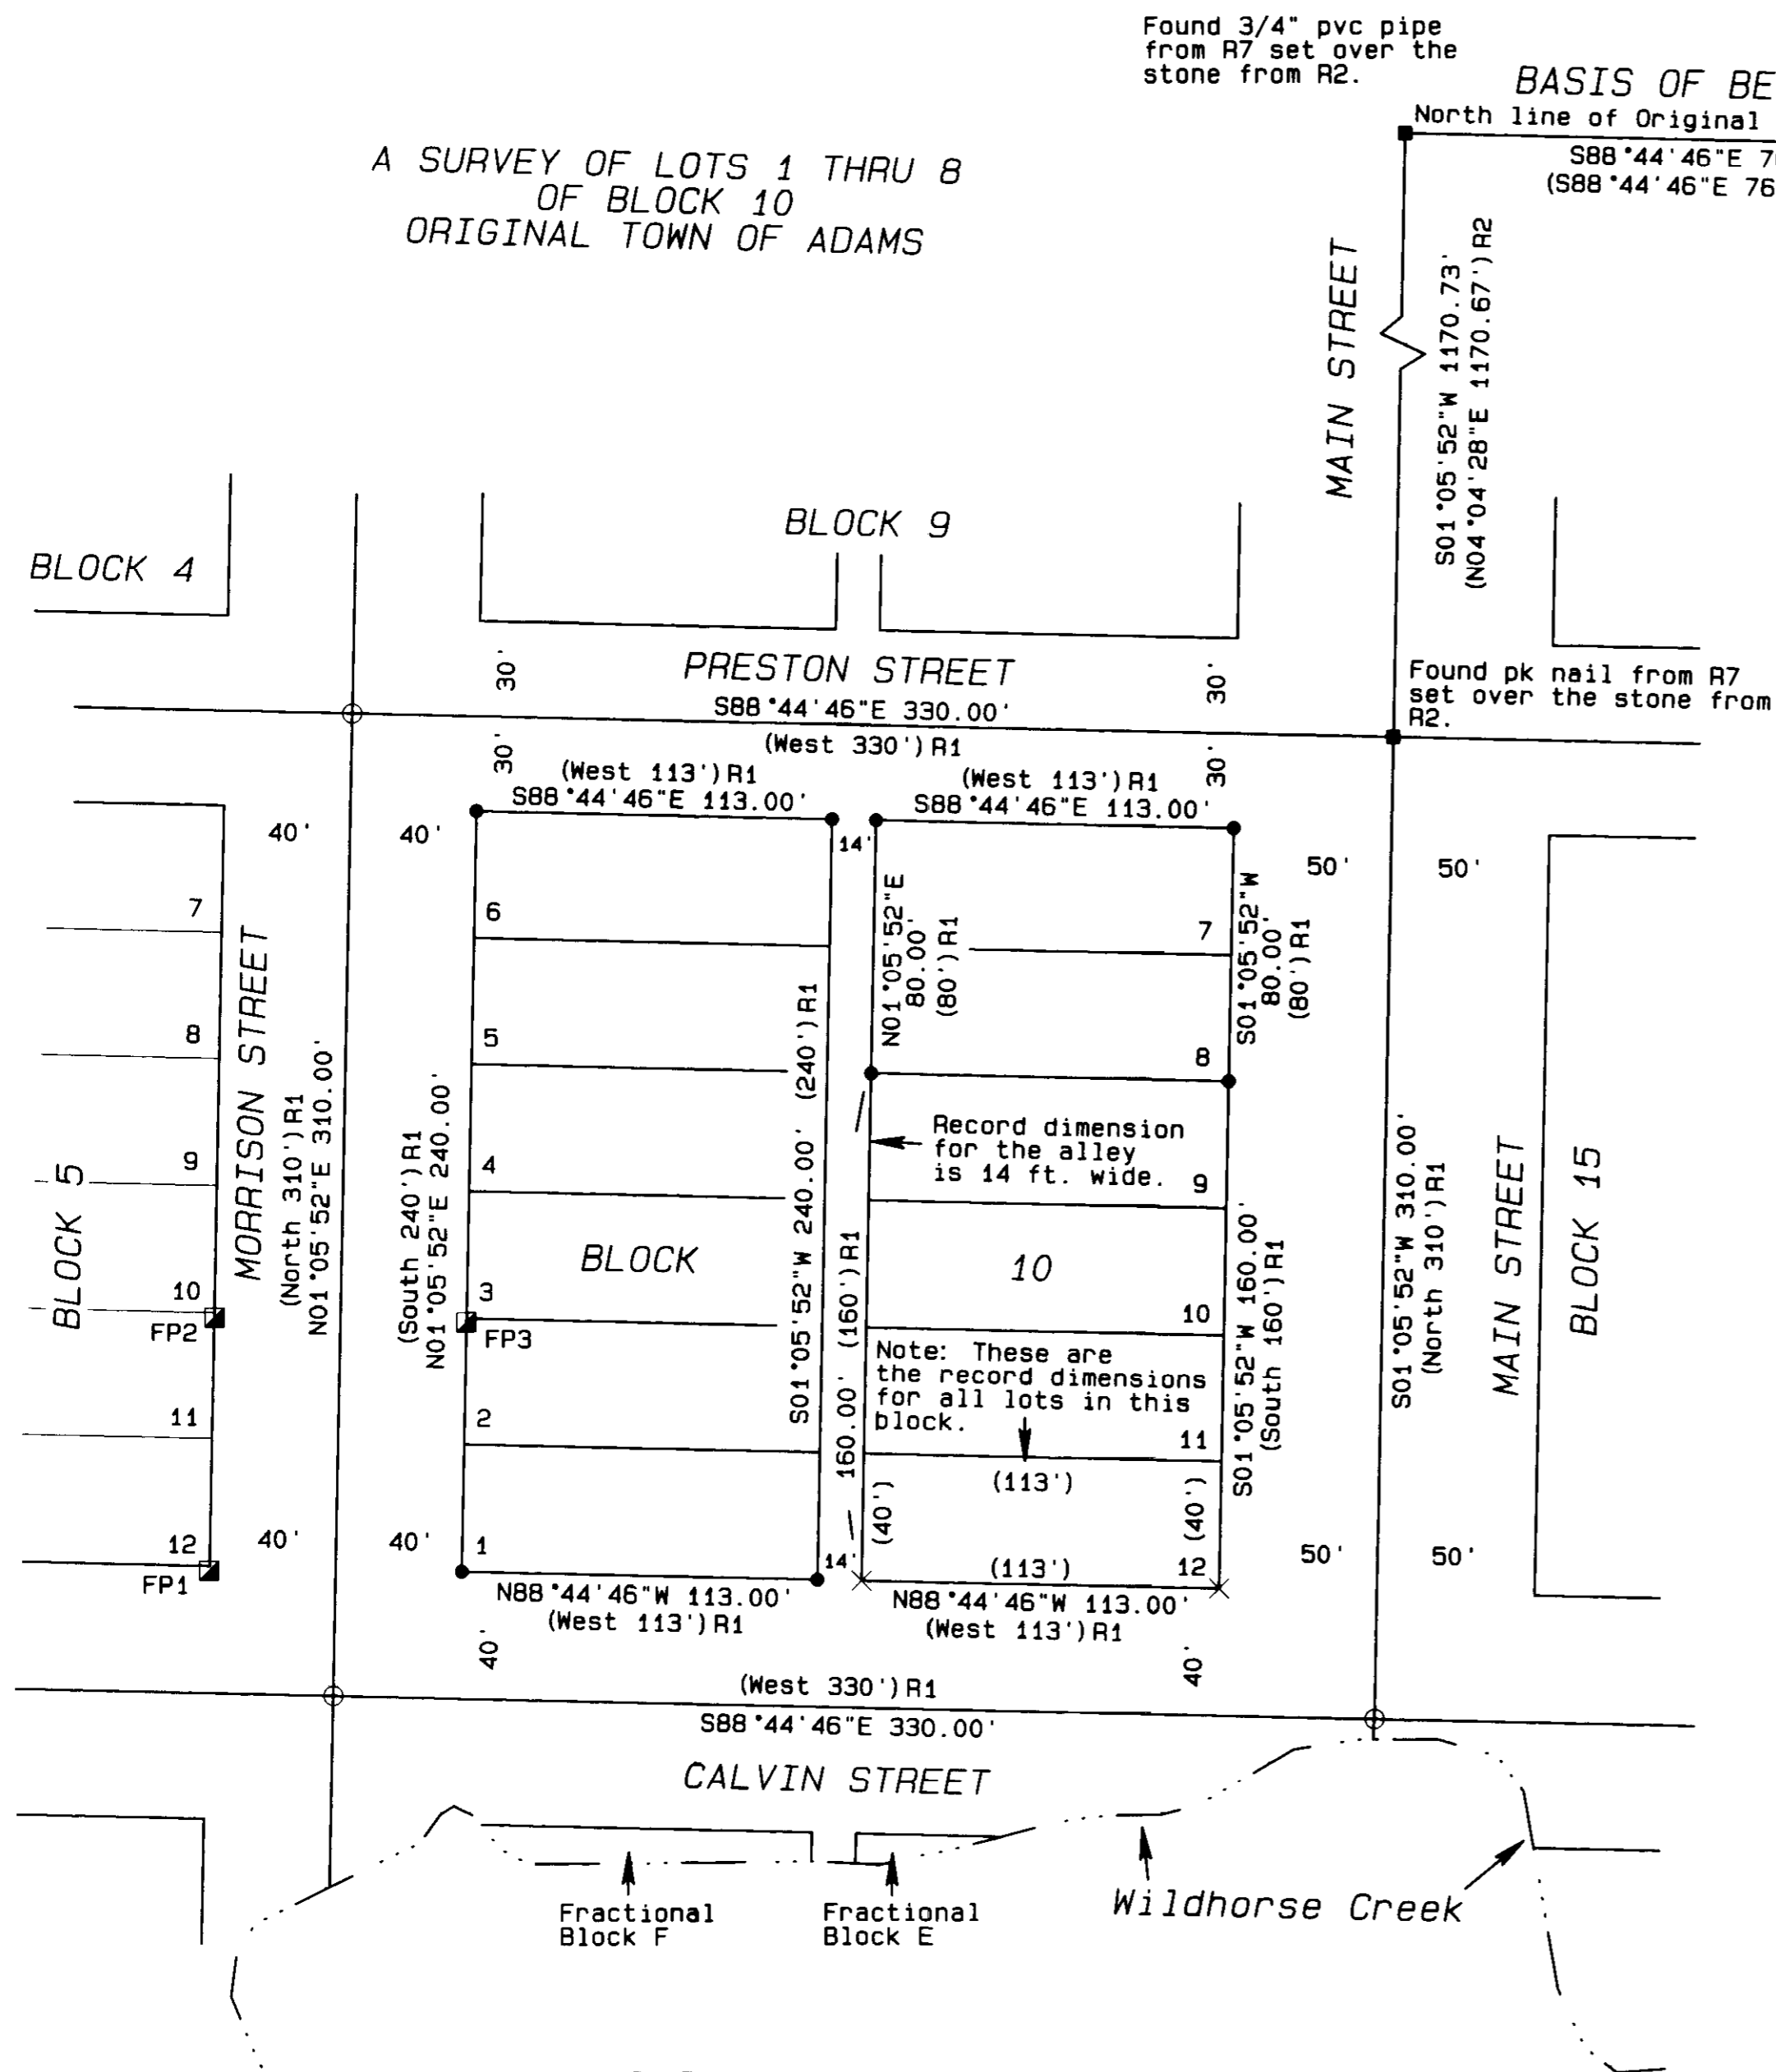 Found 3/4" pvc pipe
from R7 set over the
stone from R2.
BASIS OF BE
North line of Original
S88°44'46"E 7
(S88°44'46"E 76
A SURVEY OF LOTS 1 THRU 8
OF BLOCK 10
ORIGINAL TOWN OF ADAMS
MAIN STREET
S01°05'52"W 1170.73'
(N04°04'28"E 1170.67')R2
BLOCK 4
BLOCK 9
30'
PRESTON STREET
30'
S88°44'46"E 330.00'
(West 330')R1
Found pk nail from R7
set over the stone from
R2.
30'
(West 113')R1
S88°44'46"E 113.00'
(West 113')R1
S88°44'46"E 113.00'
30'
40'
40'
14'
50'
50'
7
8
9
10
11
12
BLOCK 5
FP2
FP1
MORRISON STREET
(North 310')R1
N01°05'52"E 310.00'
(South 240')R1
N01°05'52"E 240.00'
6
5
4
3
2
1
FP3
BLOCK
S01°05'52"W 240.00' (240')R1
160.00' (160')R1
N01°05'52"E
80.00'
(80')R1
7
8
9
10
11
12
S01°05'52"W
80.00'
(80')R1
Record dimension
for the alley
is 14 ft. wide.
10
Note: These are
the record dimensions
for all lots in this
block.
(113')
(40')
(40')
(113')
S01°05'52"W 160.00'
(South 160')R1
S01°05'52"W 310.00'
(North 310')R1
MAIN STREET
BLOCK 15
40'
40'
14'
50'
50'
N88°44'46"W 113.00'
(West 113')R1
N88°44'46"W 113.00'
(West 113')R1
40'
40'
(West 330')R1
S88°44'46"E 330.00'
CALVIN STREET
Fractional
Block F
Fractional
Block E
Wildhorse Creek